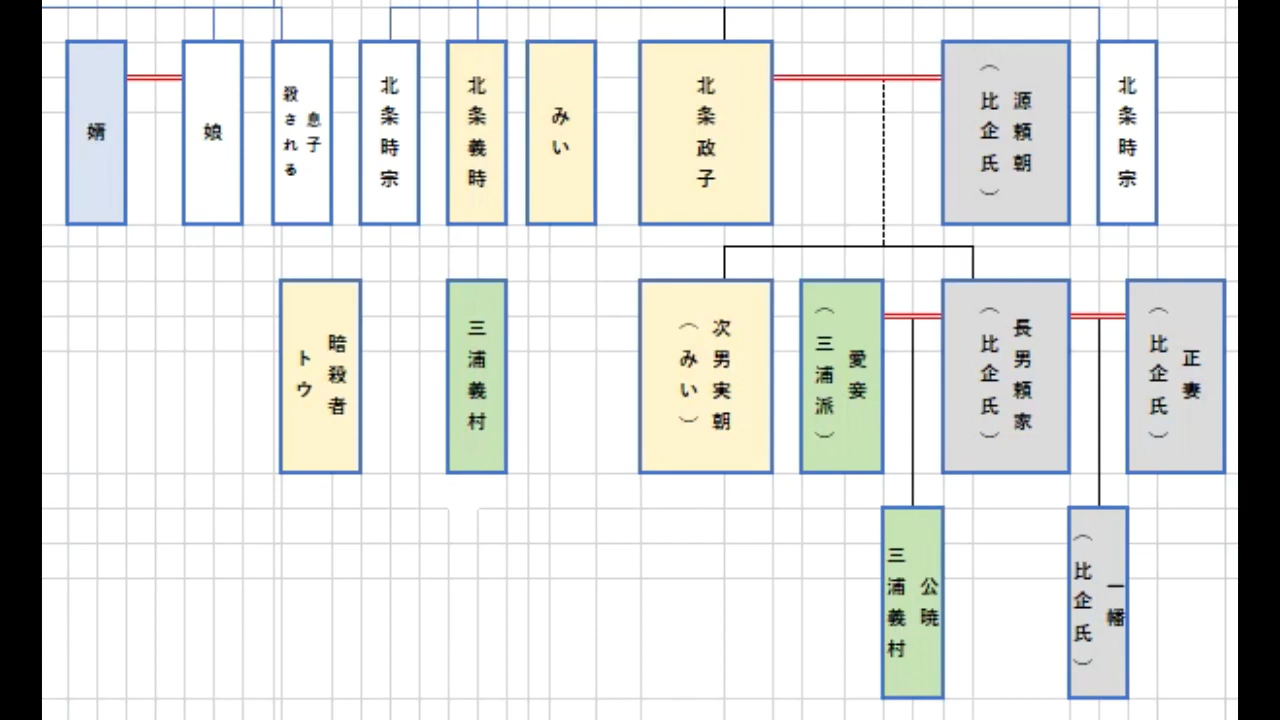 婿
娘
息子
殺される
北条時宗
北条義時
みい
北条政子
源頼朝
（比企氏）
北条時宗
暗殺者
トウ
三浦義村
次男実朝
（みい）
愛妾
（三浦派）
長男頼家
（比企氏）
正妻
（比企氏）
公暁
三浦義村
一幡
（比企氏）